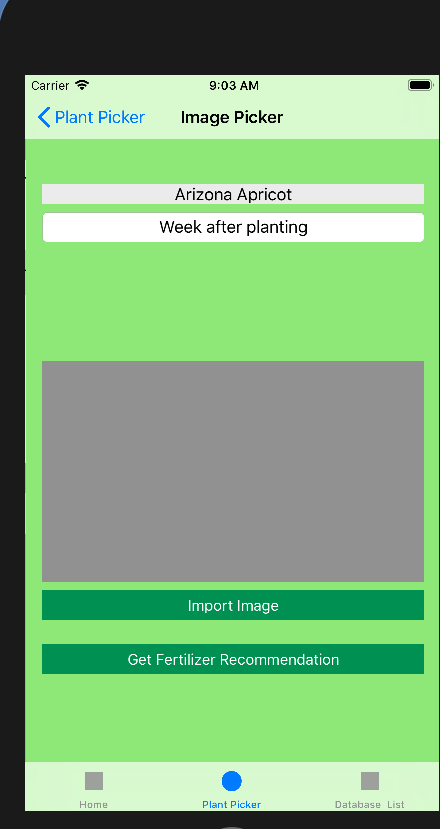 Carrier 9:03 AM
Plant Picker Image Picker
Arizona Apricot
Week after planting
Import Image
Get Fertilizer Recommendation
Home Plant Picker Database List